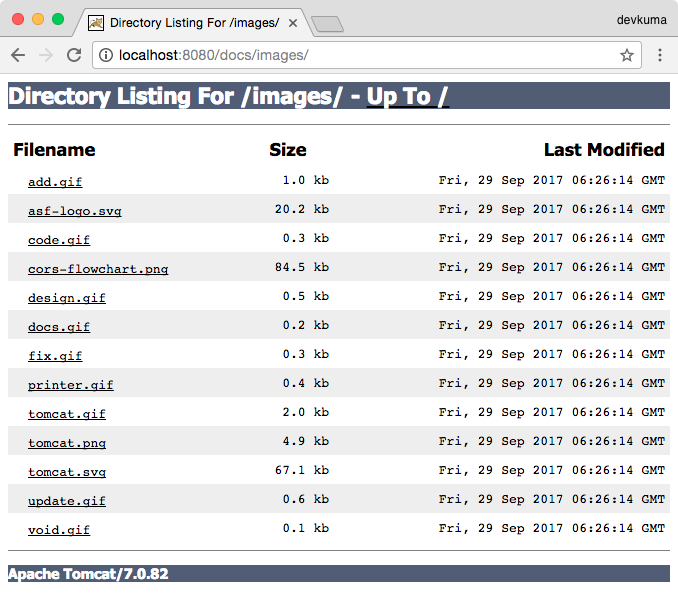 Directory Listing For /images/
devkuma
localhost:8080/docs/images/
Directory Listing For /images/ - Up To /
Filename Size Last Modified
add.gif 1.0 kb Fri, 29 Sep 2017 06:26:14 GMT
asf-logo.svg 20.2 kb Fri, 29 Sep 2017 06:26:14 GMT
code.gif 0.3 kb Fri, 29 Sep 2017 06:26:14 GMT
cors-flowchart.png 84.5 kb Fri, 29 Sep 2017 06:26:14 GMT
design.gif 0.5 kb Fri, 29 Sep 2017 06:26:14 GMT
docs.gif 0.2 kb Fri, 29 Sep 2017 06:26:14 GMT
fix.gif 0.3 kb Fri, 29 Sep 2017 06:26:14 GMT
printer.gif 0.4 kb Fri, 29 Sep 2017 06:26:14 GMT
tomcat.gif 2.0 kb Fri, 29 Sep 2017 06:26:14 GMT
tomcat.png 4.9 kb Fri, 29 Sep 2017 06:26:14 GMT
tomcat.svg 67.1 kb Fri, 29 Sep 2017 06:26:14 GMT
update.gif 0.6 kb Fri, 29 Sep 2017 06:26:14 GMT
void.gif 0.1 kb Fri, 29 Sep 2017 06:26:14 GMT
Apache Tomcat/7.0.82